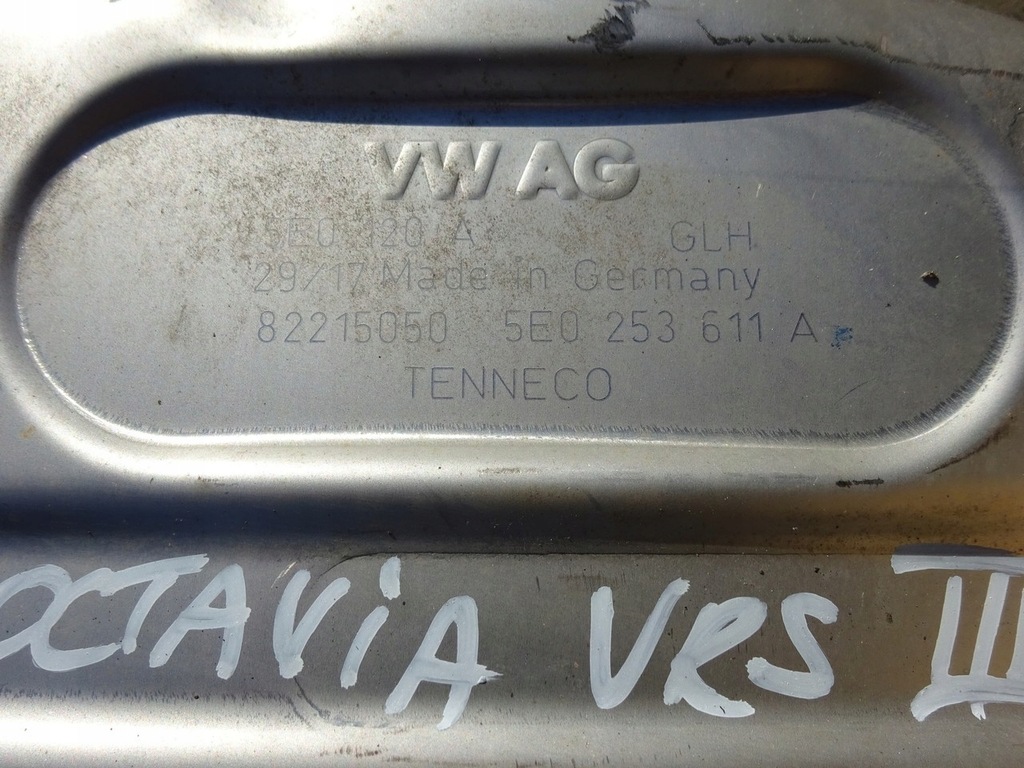 VW AG
5E0 120 A GLH
29/17 Made in Germany
82215050 5E0 253 611 A
TENNECO
OCTAViA VRS III